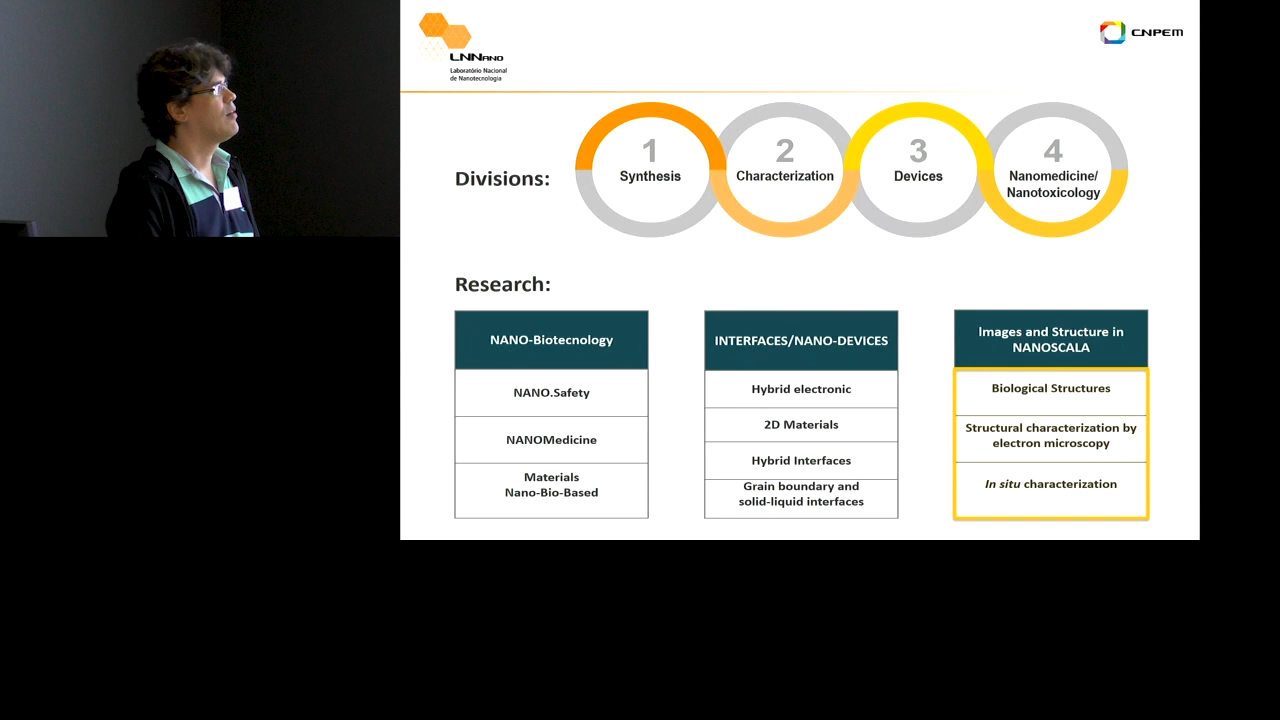 LNNANO
Laboratório Nacional
de Nanotecnologia
CNPEM
Divisions:
1
Synthesis
2
Characterization
3
Devices
4
Nanomedicine/
Nanotoxicology
Research:
NANO-Biotecnology
NANO.Safety
NANOMedicine
Materials
Nano-Bio-Based
INTERFACES/NANO-DEVICES
Hybrid electronic
2D Materials
Hybrid Interfaces
Grain boundary and
solid-liquid interfaces
Images and Structure in
NANOSCALA
Biological Structures
Structural characterization by
electron microscopy
In situ characterization